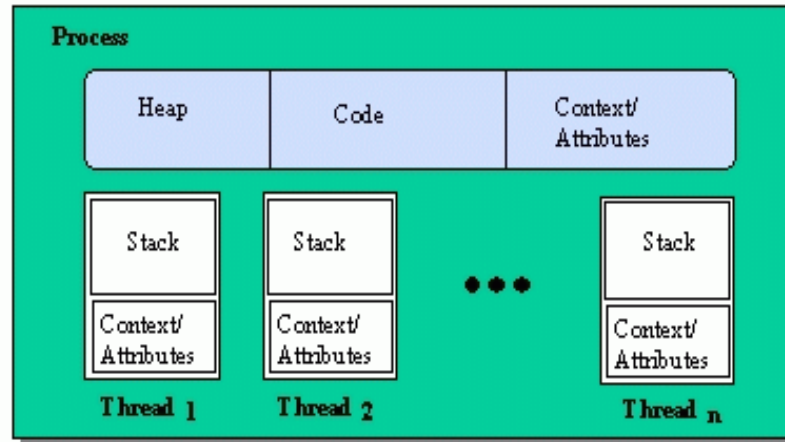 Process
Heap
Code
Context/
Attributes
Stack
Context/
Attributes
Thread 1
Stack
Context/
Attributes
Thread 2
Stack
Context/
Attributes
Thread n